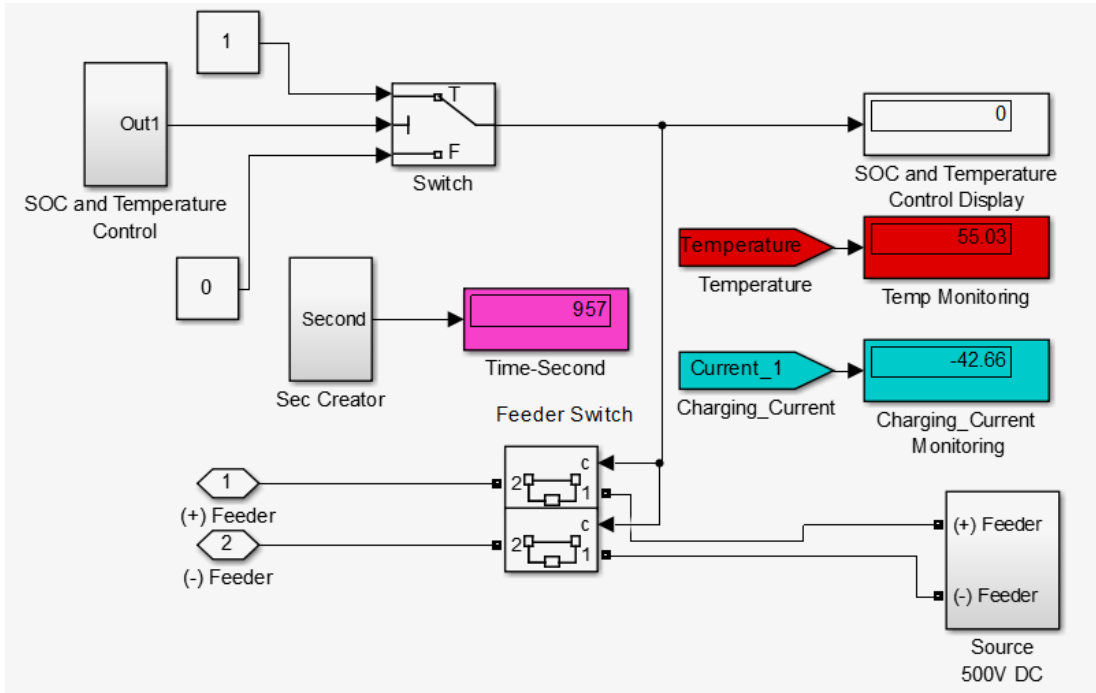 1
Out1
SOC and Temperature
Control
T
F
Switch
0
SOC and Temperature
Control Display
0
Second
Sec Creator
957
Time-Second
Temperature
Temperature
55.03
Temp Monitoring
Current_1
Charging_Current
-42.66
Charging_Current
Monitoring
Feeder Switch
1
(+) Feeder
2
(-) Feeder
c
2
1
c
2
1
(+) Feeder
(-) Feeder
Source
500V DC